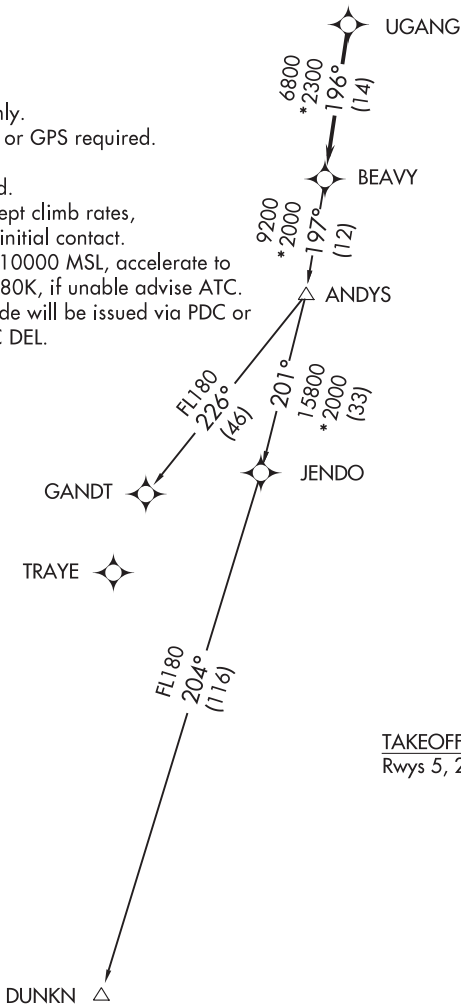 UGANG
6800
*2300
196°
(14)
nly.
or GPS required.
d.
ept climb rates,
initial contact.
10000 MSL, accelerate to
80K, if unable advise ATC.
de will be issued via PDC or
C DEL.
BEAVY
9200
*2000
197°
(12)
ANDYS
FL180
226°
(46)
201°
15800
*2000
(33)
JENDO
GANDT
TRAYE
FL180
204°
(116)
TAKEOFF
Rwys 5, 2
DUNKN